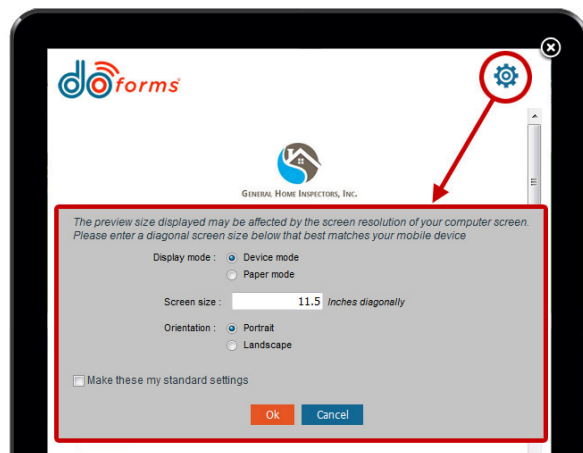 doforms
GENERAL HOME INSPECTORS, INC.
The preview size displayed may be affected by the screen resolution of your computer screen.
Please enter a diagonal screen size below that best matches your mobile device
Display mode : Device mode
Paper mode
Screen size : 11.5 Inches diagonally
Orientation : Portrait
Landscape
Make these my standard settings
Ok Cancel